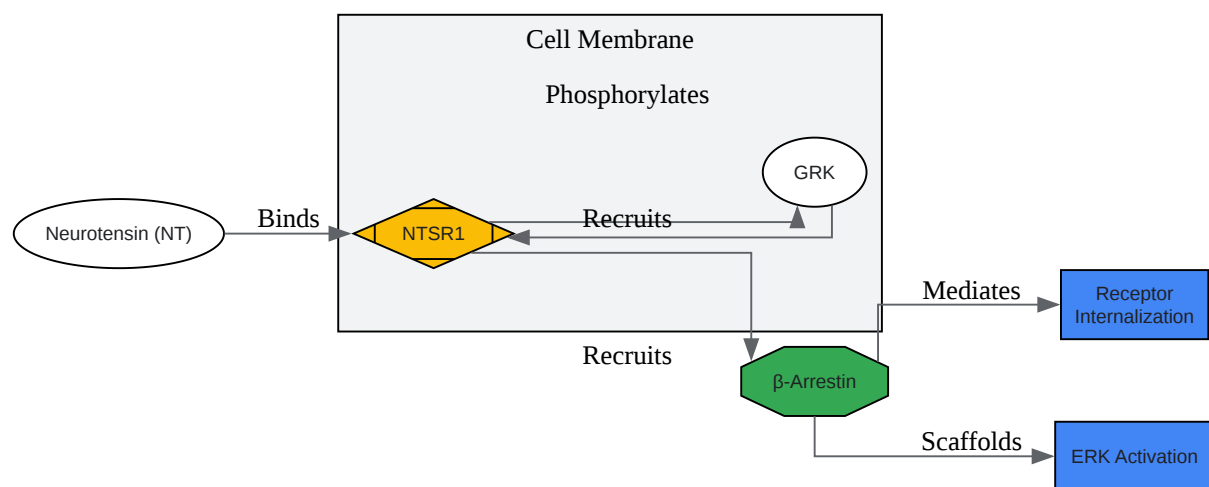 Cell Membrane
Phosphorylates
GRK
Neurotensin (NT)
Binds
NTSR1
Recruits
Mediates
Receptor
Internalization
Recruits
β-Arrestin
Scaffolds
ERK Activation